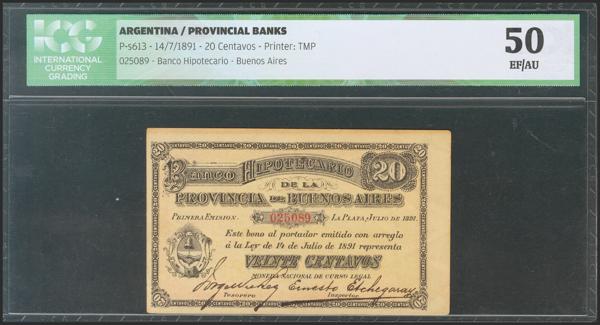 ICG
INTERNATIONAL
CURRENCY
GRADING
ARGENTINA / PROVINCIAL BANKS
P-s613 - 14/7/1891 - 20 Centavos - Printer: TMP
025089 - Banco Hipotecario - Buenos Aires
50
EF/AU
BANCO HIPOTECARIO 20
DE LA
PROVINCIA DE BUENOS AIRES
PRIMERA EMISION. 025089 LA PLATA, JULIO DE 1891.
Este bono al portador emitido con arreglo
á la Ley de 14 de Julio de 1891 representa
VEINTE CENTAVOS
MONEDA NACIONAL DE CURSO LEGAL
Ernesto Etchegaray
Tesorero Inspector